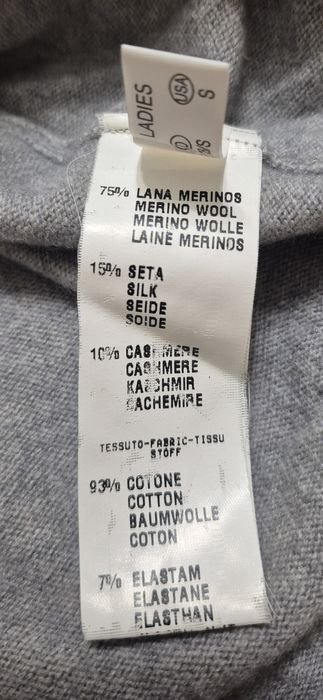 LADIES
USA
S
75% LANA MERINOS
MERINO WOOL
MERINO WOLLE
LAINE MERINOS
15% SETA
SILK
SEIDE
SOIDE
10% CASHMERE
CASHMERE
KASCHMIR
CACHEMIRE
TESSUTO-FABRIC-TISSU
STOFF
93% COTONE
COTTON
BAUMWOLLE
COTON
7% ELASTAM
ELASTANE
ELASTHAN